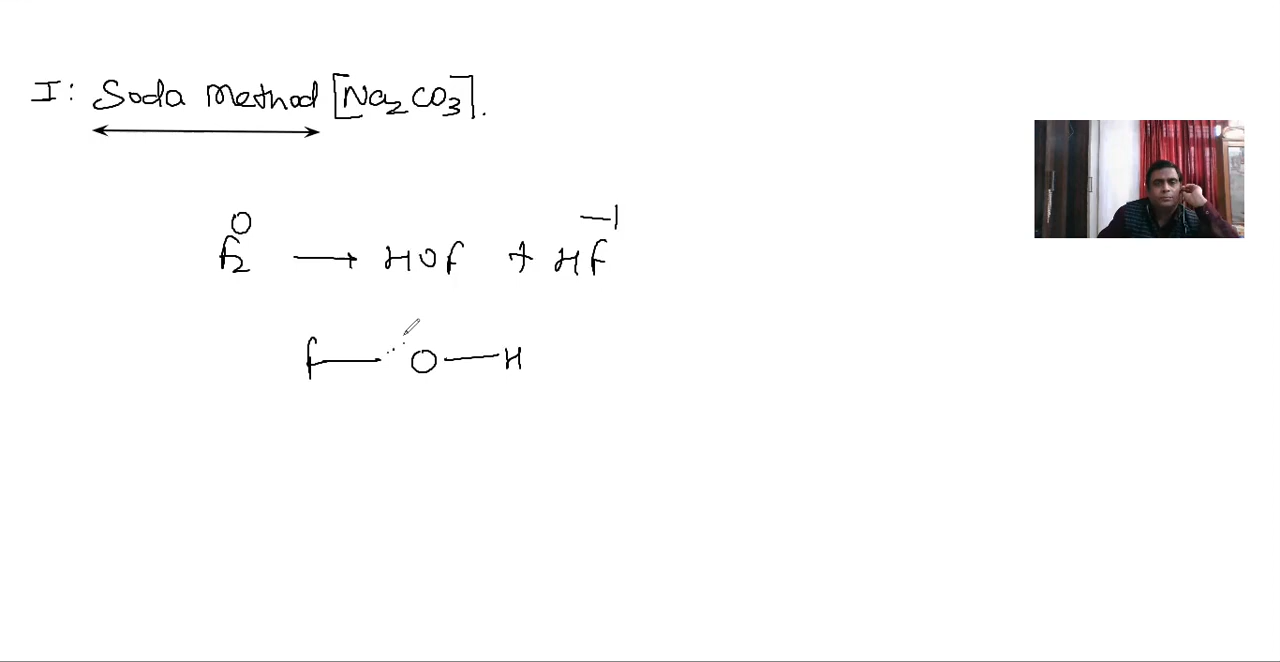 I: Soda Method [Na₂CO₃].
0
F₂ → HOF + HF
–1
F— O—H